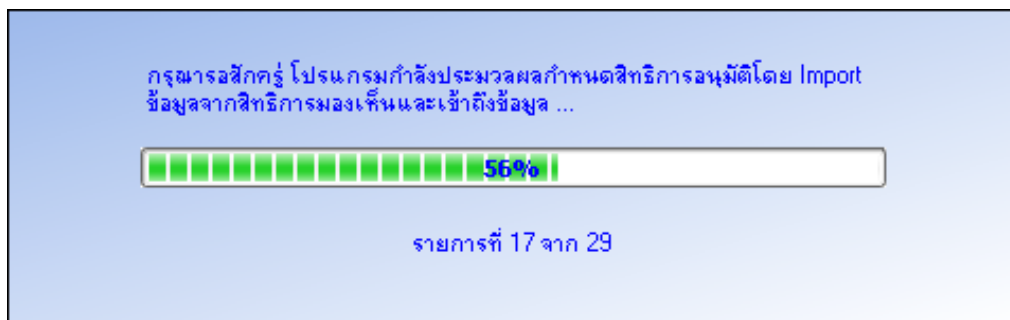 กรุณารอสักครู่ โปรแกรมกำลังประมวลผลกำหนดสิทธิการอนุมัติโดย Import
ข้อมูลจากสิทธิการมองเห็นและเข้าถึงข้อมูล ...
56%
รายการที่ 17 จาก 29